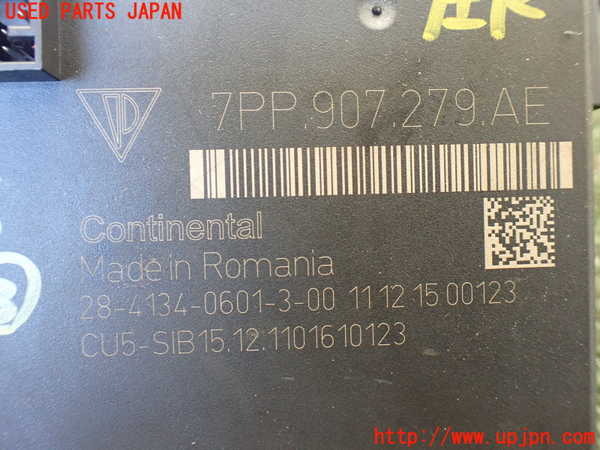 USED PARTS JAPAN
7PP.907.279.AE
Continental
Made in Romania
28-4134-0601-3-00 11 12 15 00123
CU5-SIB15.12.1101610123
http://www.upjpn.com/